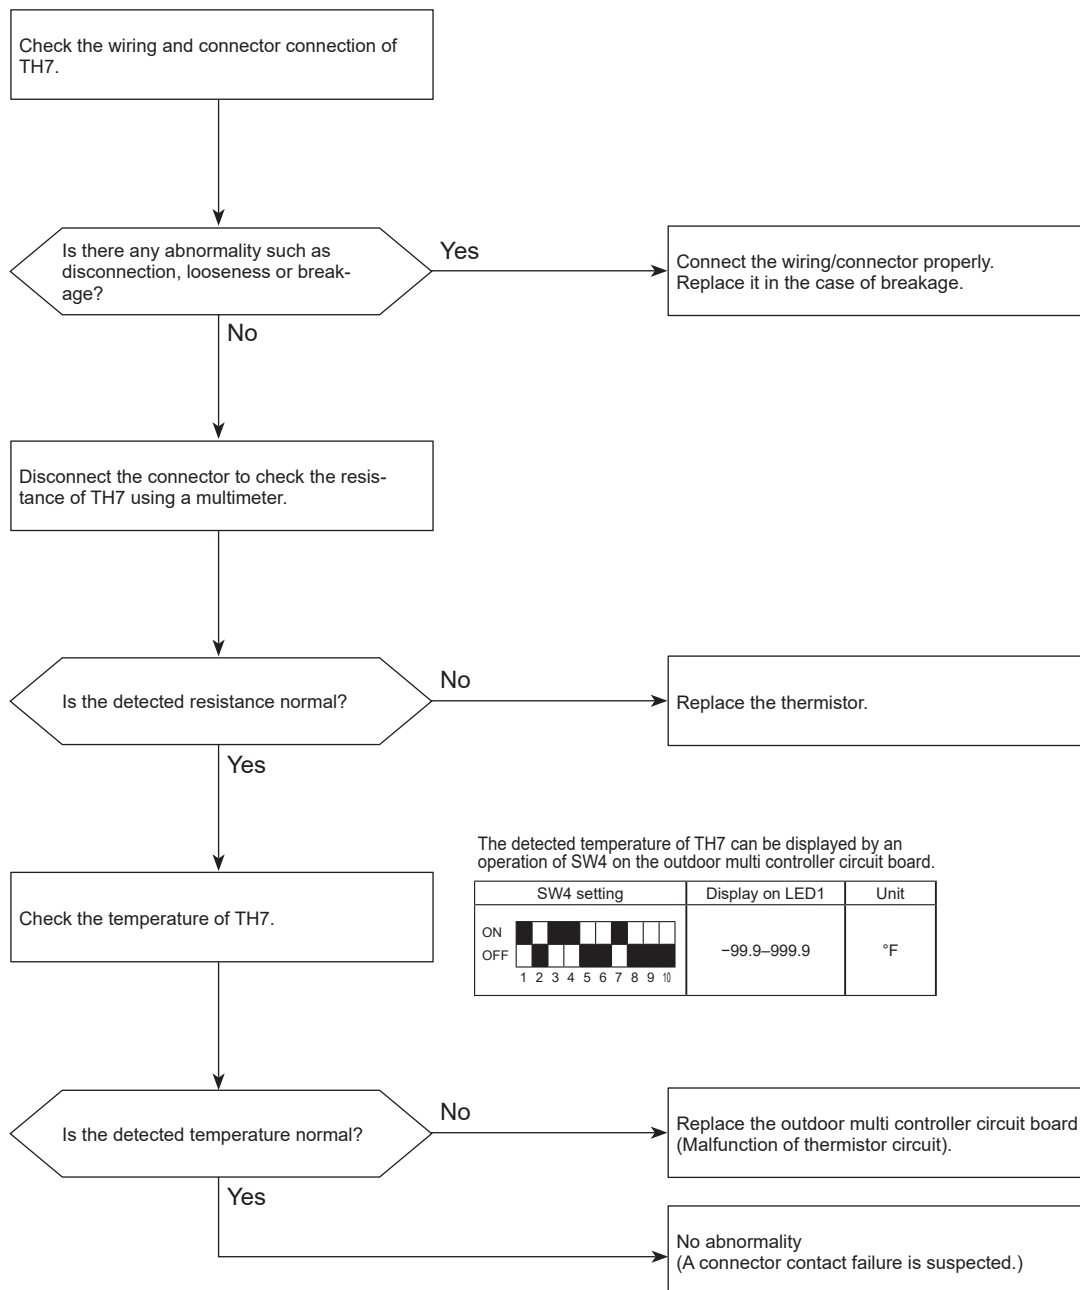 Check the wiring and connector connection of
TH7.
Is there any abnormality such as
disconnection, looseness or break-
age?
Yes
Connect the wiring/connector properly.
Replace it in the case of breakage.
No
Disconnect the connector to check the resis-
tance of TH7 using a multimeter.
Is the detected resistance normal?
No
Replace the thermistor.
Yes
The detected temperature of TH7 can be displayed by an
operation of SW4 on the outdoor multi controller circuit board.
SW4 setting Display on LED1 Unit
ON
OFF
1 2 3 4 5 6 7 8 9 10
−99.9–999.9 °F
Check the temperature of TH7.
Is the detected temperature normal?
No
Replace the outdoor multi controller circuit board
(Malfunction of thermistor circuit).
Yes
No abnormality
(A connector contact failure is suspected.)